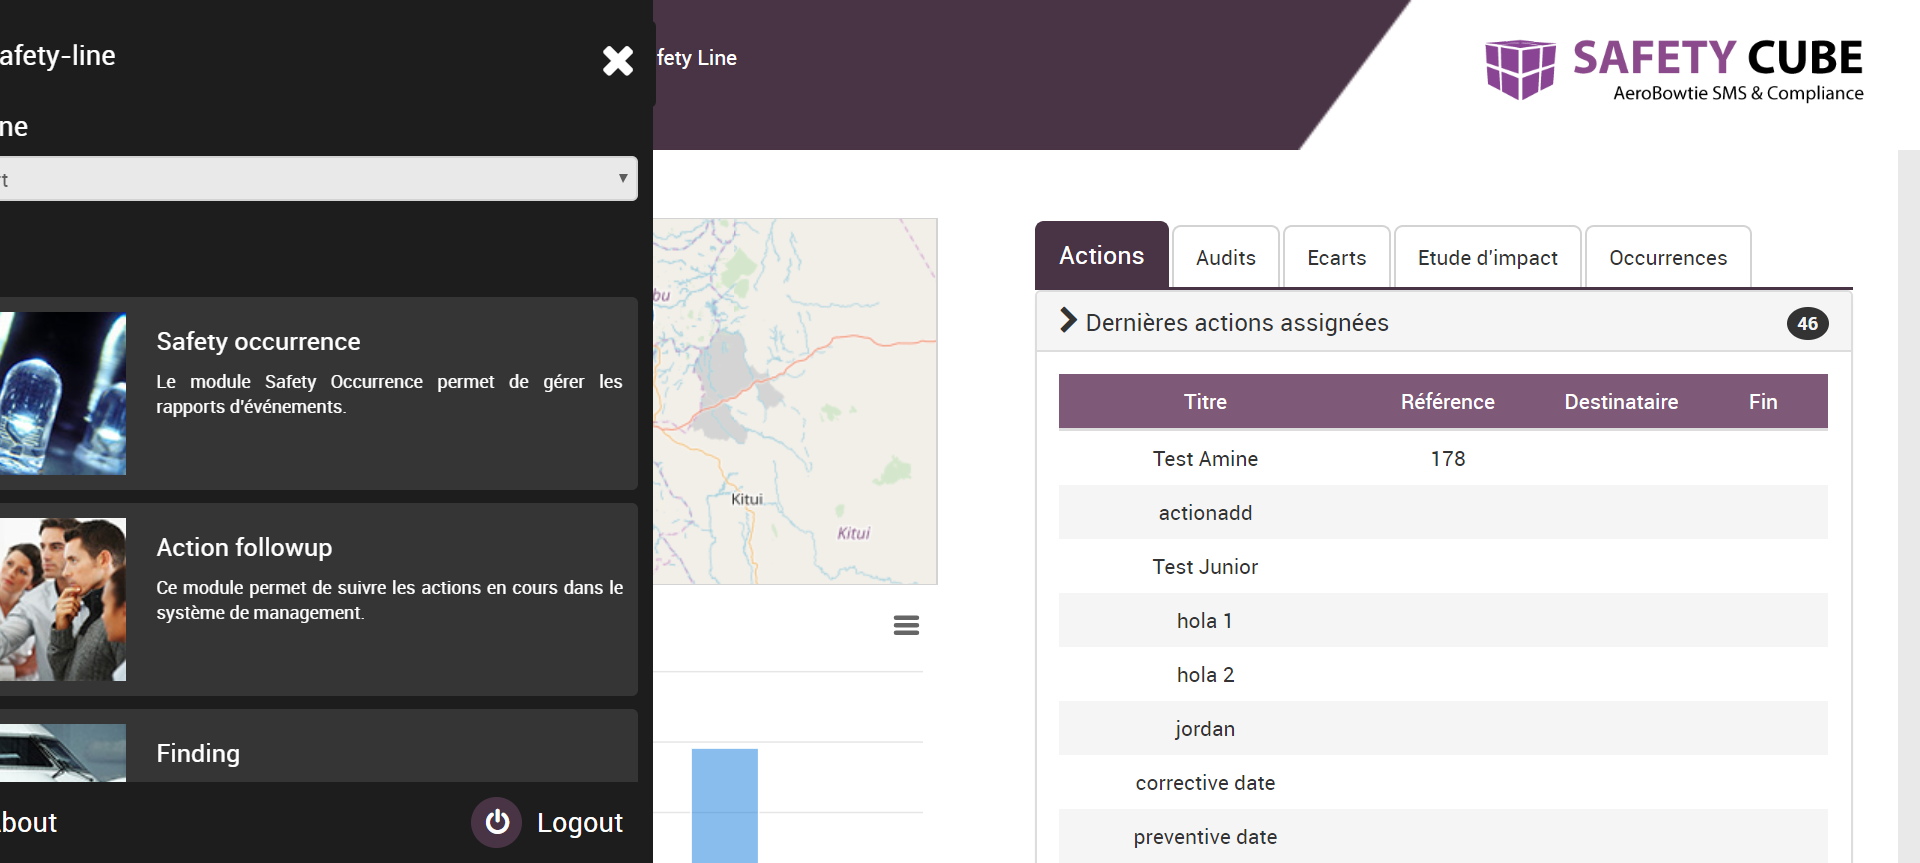 afety-line
ne
rt
Safety occurrence
Le module Safety Occurrence permet de gérer les
rapports d'événements.
Action followup
Ce module permet de suivre les actions en cours dans le
système de management.
Finding
bout
Logout
fety Line
SAFETY CUBE
AeroBowtie SMS & Compliance
bu
Kitui
Kitui
Actions
Audits
Ecarts
Etude d'impact
Occurrences
Dernières actions assignées
46
Titre Référence Destinataire Fin
Test Amine 178
actionadd
Test Junior
hola 1
hola 2
jordan
corrective date
preventive date